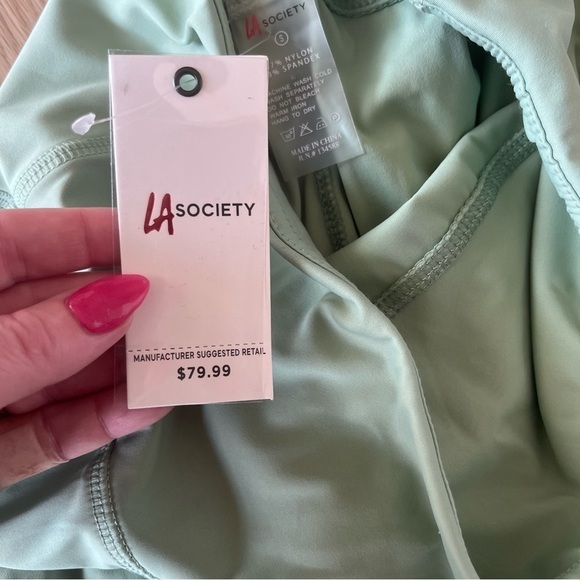 LA SOCIETY
S
% NYLON
% SPANDEX
MACHINE WASH COLD
WASH SEPARATELY
DO NOT BLEACH
WARM IRON
HANG TO DRY
MADE IN CHINA
R.N.# 134588
LA SOCIETY
MANUFACTURER SUGGESTED RETAIL
$79.99